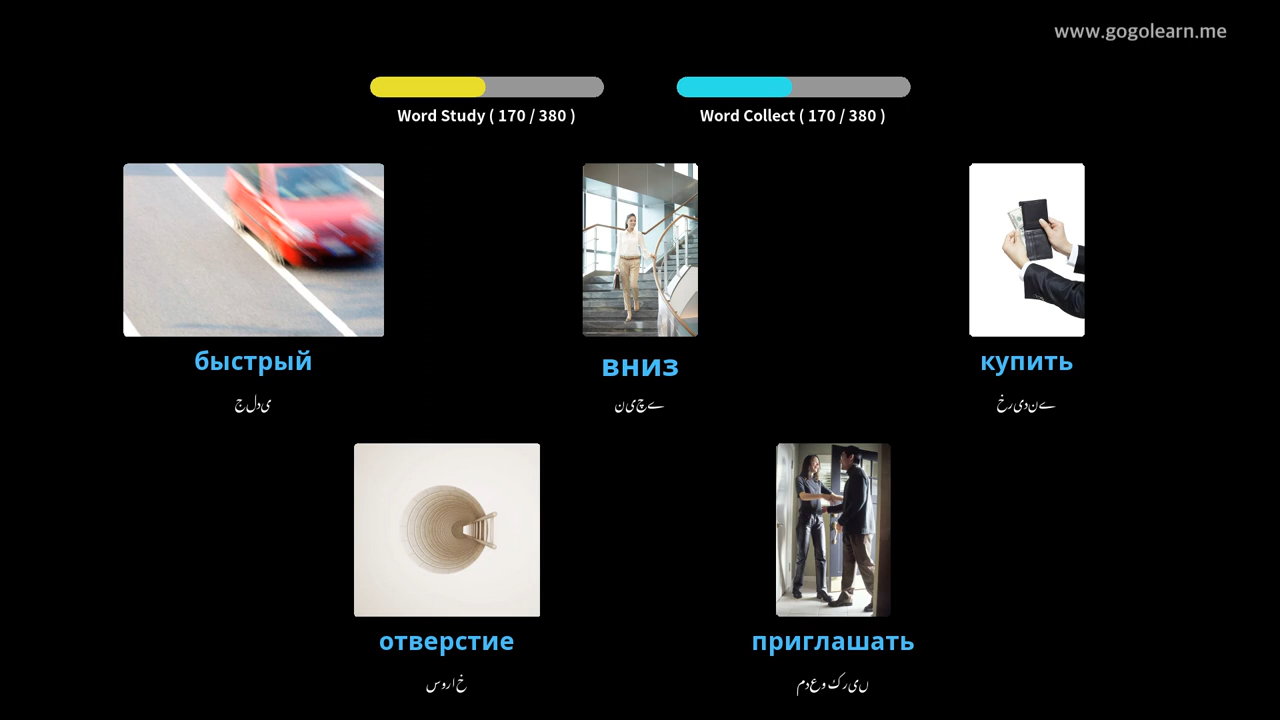 www.gogolearn.me
Word Study ( 170 / 380 )
Word Collect ( 170 / 380 )
быстрый
вниз
купить
جلدی
نیچے
خریدنے
отверстие
приглашать
سوراخ
مدعو کریں